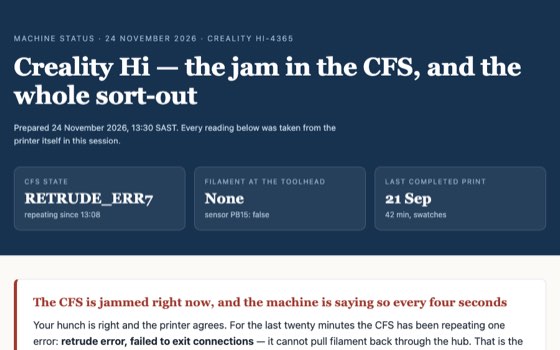 MACHINE STATUS · 24 NOVEMBER 2026 · CREALITY HI-4365
Creality Hi — the jam in the CFS, and the
whole sort-out
Prepared 24 November 2026, 13:30 SAST. Every reading below was taken from the
printer itself in this session.
CFS STATE
RETRUDE_ERR7
repeating since 13:08
FILAMENT AT THE TOOLHEAD
None
sensor PB15: false
LAST COMPLETED PRINT
21 Sep
42 min, swatches
The CFS is jammed right now, and the machine is saying so every four seconds
Your hunch is right and the printer agrees. For the last twenty minutes the CFS has been repeating one
error: retrude error, failed to exit connections — it cannot pull filament back through the hub. That is the